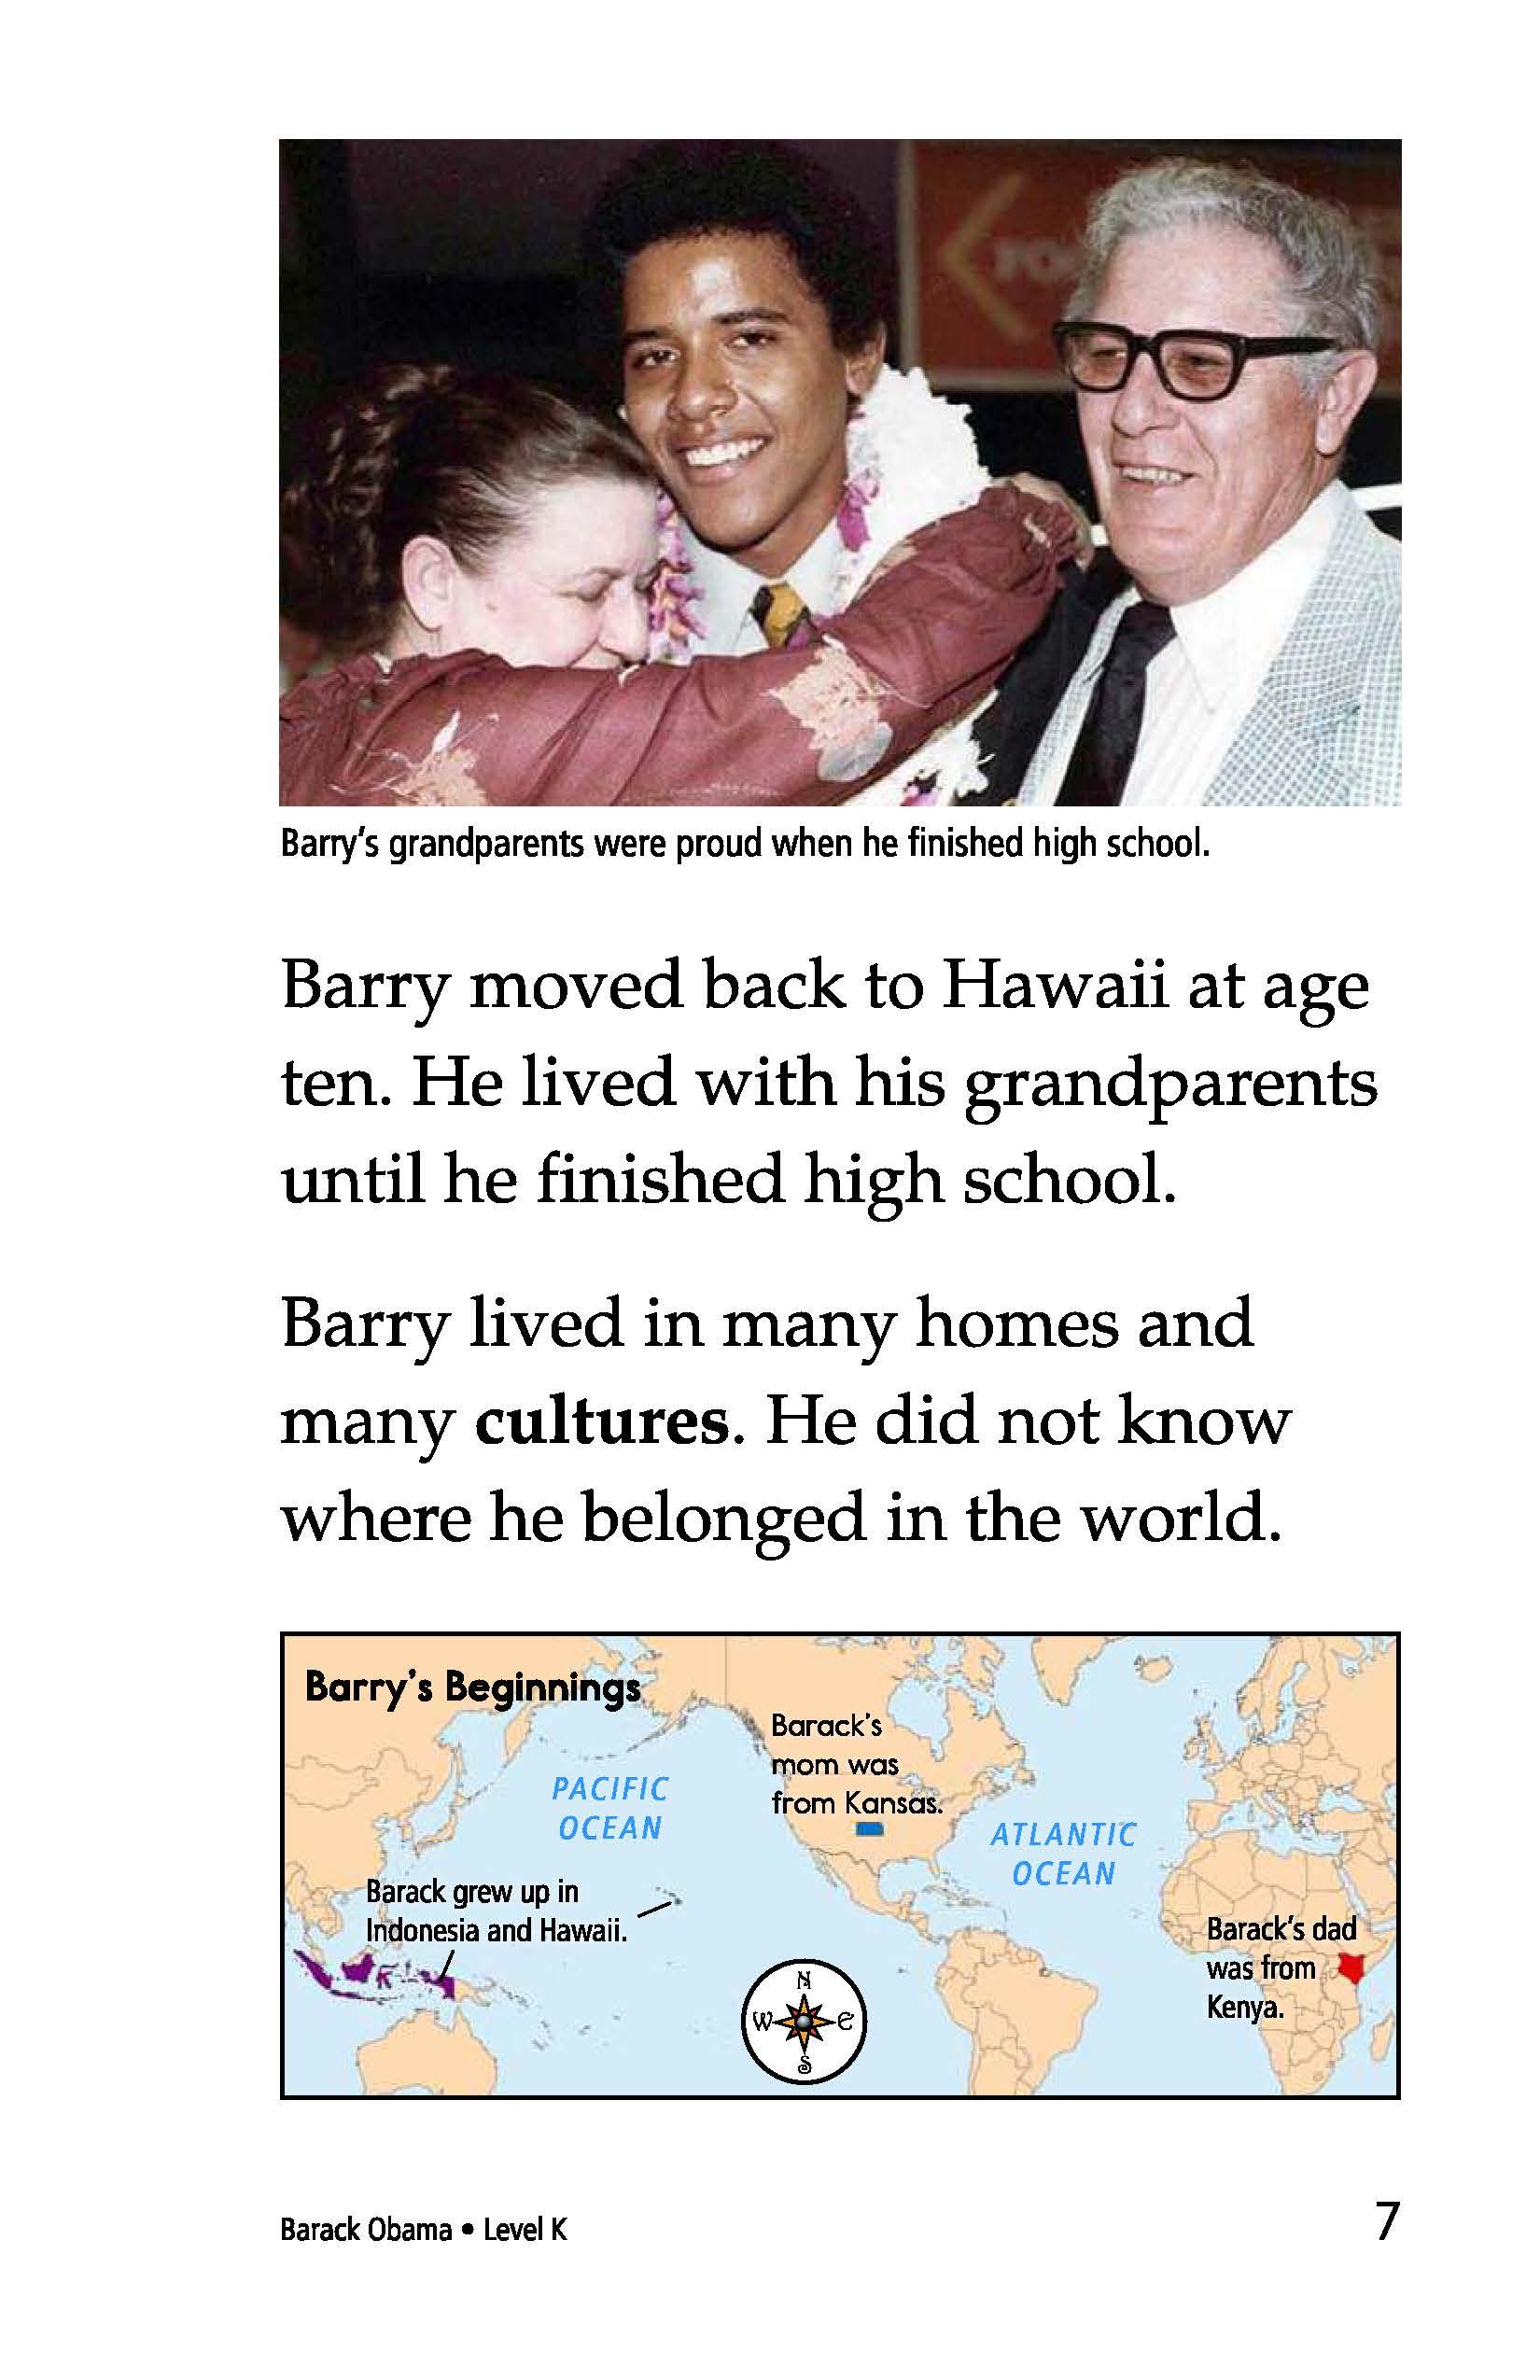 Barry's grandparents were proud when he finished high school.
Barry moved back to Hawaii at age
ten. He lived with his grandparents
until he finished high school.
Barry lived in many homes and
many cultures. He did not know
where he belonged in the world.
Barry's Beginnings
Barack's
mom was
from Kansas.
PACIFIC
OCEAN
ATLANTIC
OCEAN
Barack grew up in
Indonesia and Hawaii.
Barack's dad
was from
Kenya.
N
W E
S
Barack Obama • Level K
7